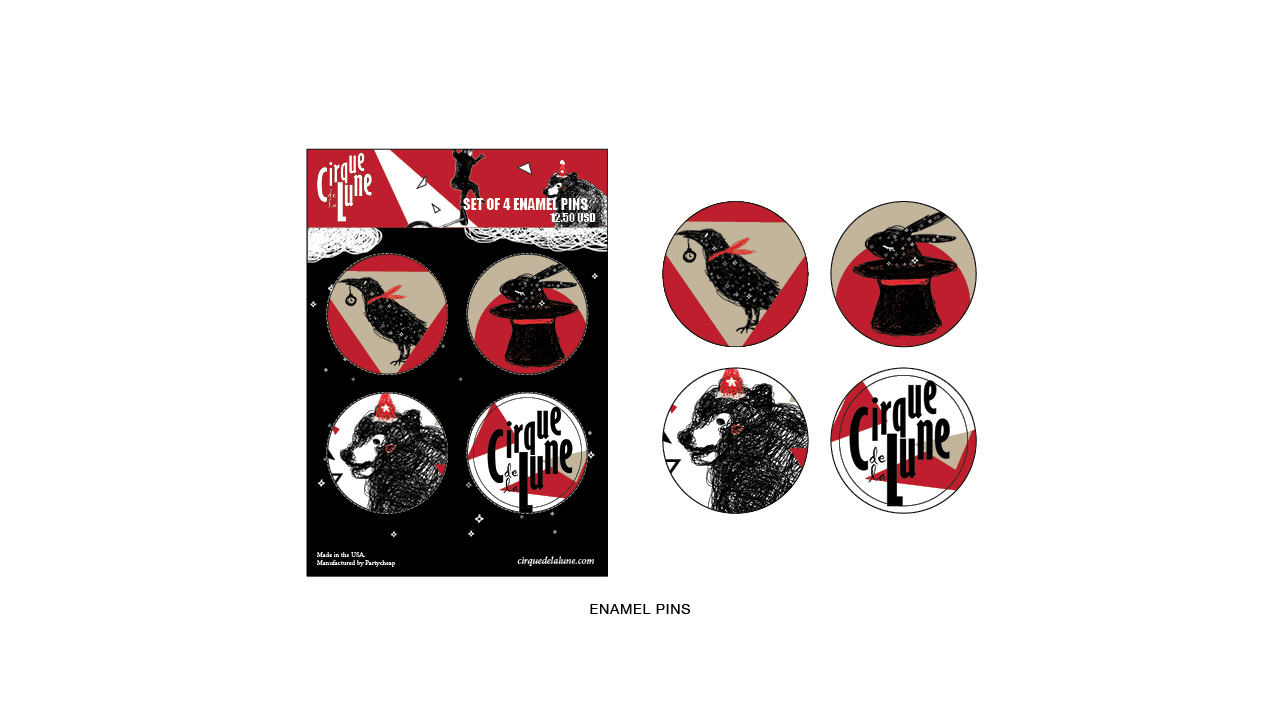 Cirque
de la
Lune
SET OF 4 ENAMEL PINS
12.50 USD
Cirque
de
la Lune
Made in the USA.
Manufactured by Partycheap
cirquedelalune.com
Cirque
de
la Lune
ENAMEL PINS